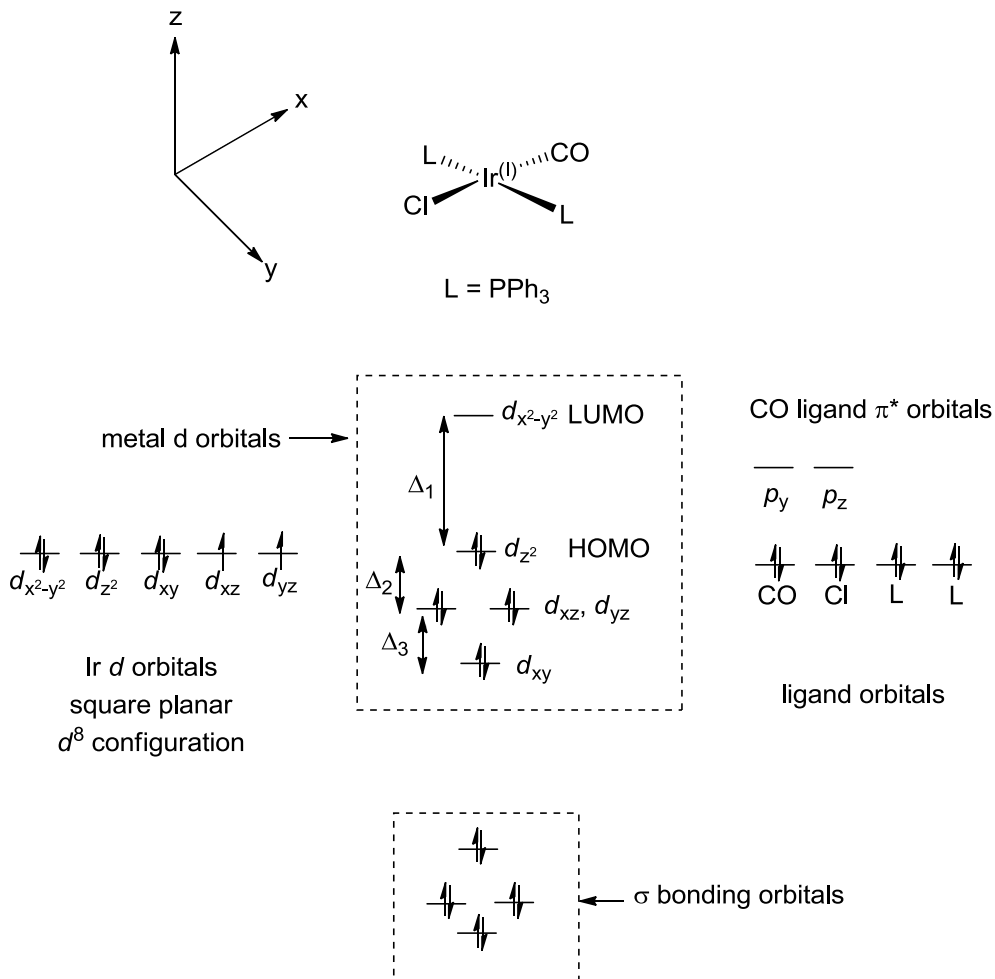 z
x
y
L
CO
Ir(I)
Cl
L
L = PPh3
metal d orbitals
dx²-y² LUMO
Δ1
dz² HOMO
Δ2
dxz, dyz
Δ3
dxy
CO ligand π* orbitals
py pz
dx²-y² dz² dxy dxz dyz
CO Cl L L
Ir d orbitals
square planar
d⁸ configuration
ligand orbitals
σ bonding orbitals